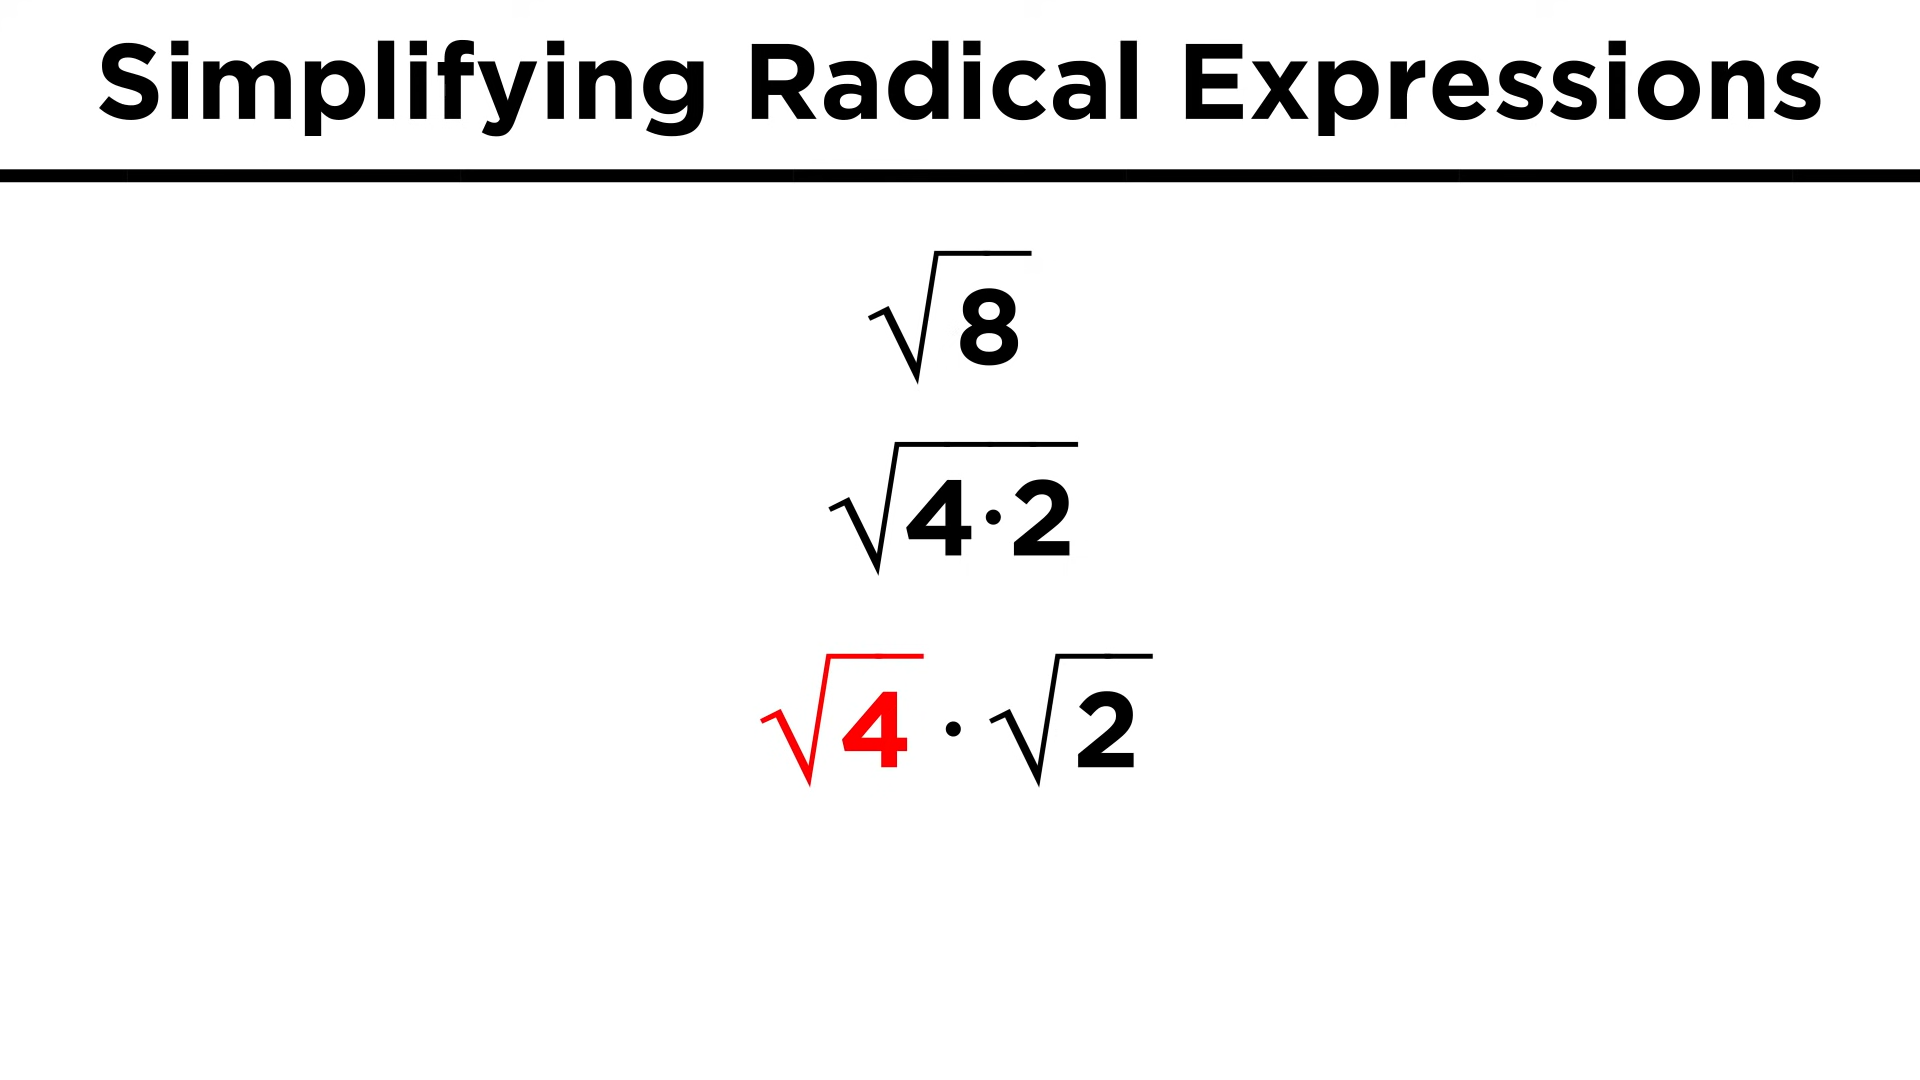 Simplifying Radical Expressions
√8
√4·2
√4 · √2